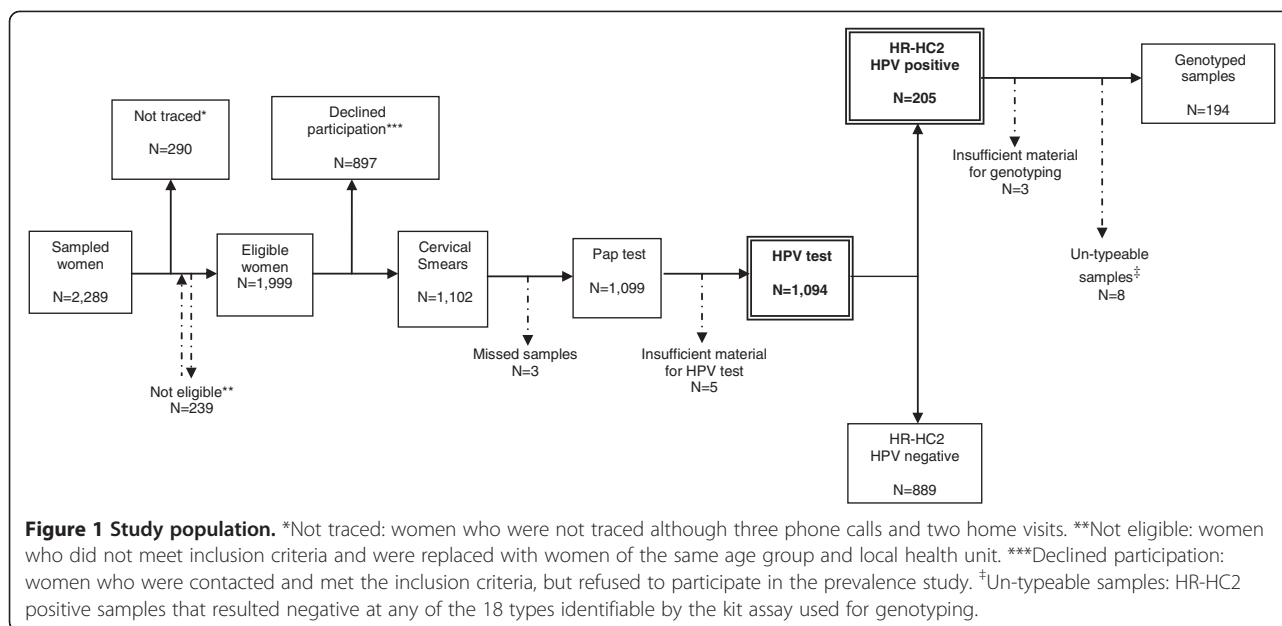 Sampled
women
N=2,289
Not traced*
N=290
Not eligible**
N=239
Eligible
women
N=1,999
Declined
participation***
N=897
Cervical
Smears
N=1,102
Missed samples
N=3
Pap test
N=1,099
Insufficient material
for HPV test
N=5
HPV test
N=1,094
HR-HC2
HPV positive
N=205
HR-HC2
HPV negative
N=889
Insufficient material
for genotyping
N=3
Un-typeable
samples‡
N=8
Genotyped
samples
N=194
Figure 1 Study population. *Not traced: women who were not traced although three phone calls and two home visits. **Not eligible: women
who did not meet inclusion criteria and were replaced with women of the same age group and local health unit. ***Declined participation:
women who were contacted and met the inclusion criteria, but refused to participate in the prevalence study. ‡Un-typeable samples: HR-HC2
positive samples that resulted negative at any of the 18 types identifiable by the kit assay used for genotyping.